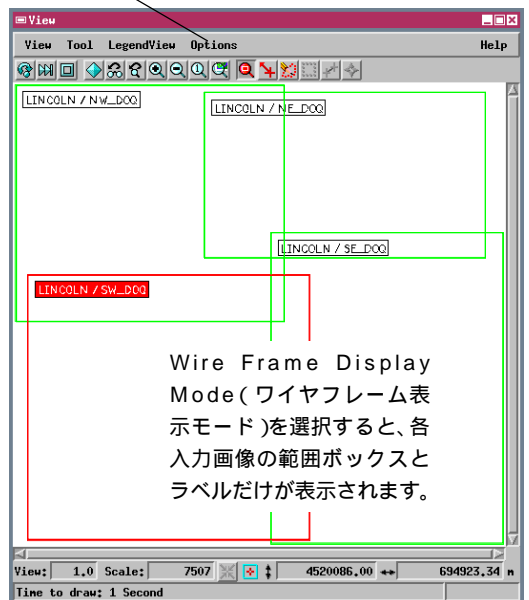 View
View Tool LegendView Options Help
LINCOLN / NW_DOQ
LINCOLN / NE_DOQ
LINCOLN / SE_DOQ
LINCOLN / SW_DOQ
Wire Frame Display
Mode(ワイヤフレーム表
示モード)を選択すると、各
入力画像の範囲ボックスと
ラベルだけが表示されます。
View: 1.0 Scale: 7507 4520086.00 694923.34 m
Time to draw: 1 Second